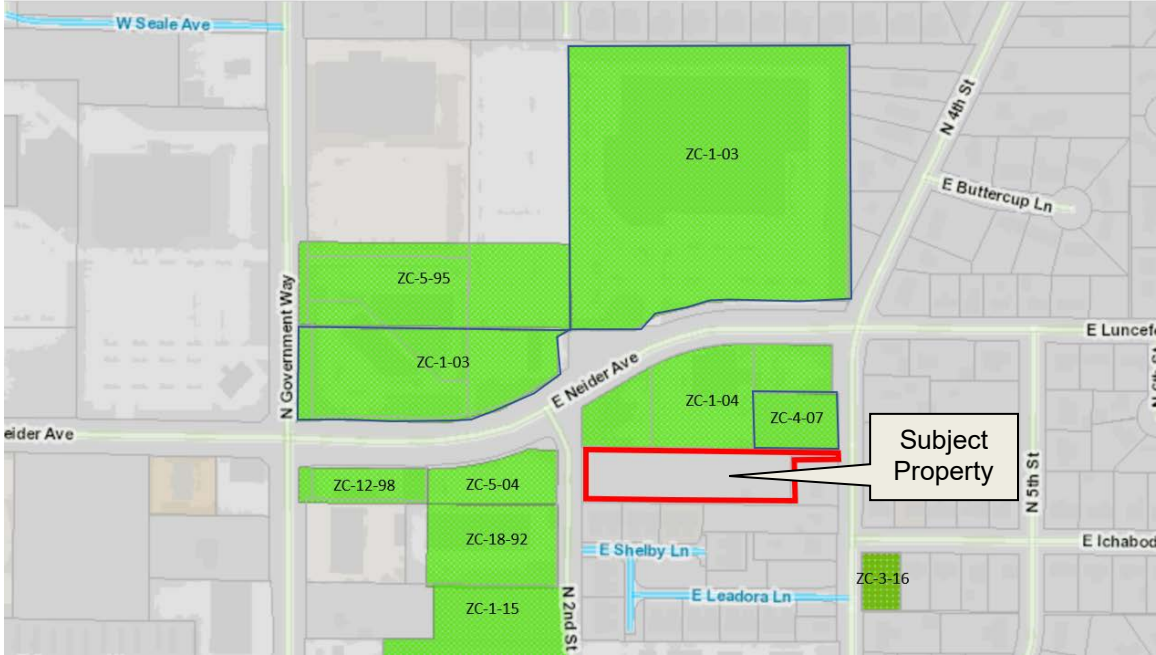 W Seale Ave
N 4th St
ZC-1-03
E Buttercup Ln
ZC-5-95
N Government Way
E Luncef
ZC-1-03
E Neider Ave
ZC-1-04
ZC-4-07
eider Ave
Subject
Property
N 5th St
ZC-12-98
ZC-5-04
ZC-18-92
E Shelby Ln
E Ichabod
ZC-3-16
E Leadora Ln
ZC-1-15
N 2nd St